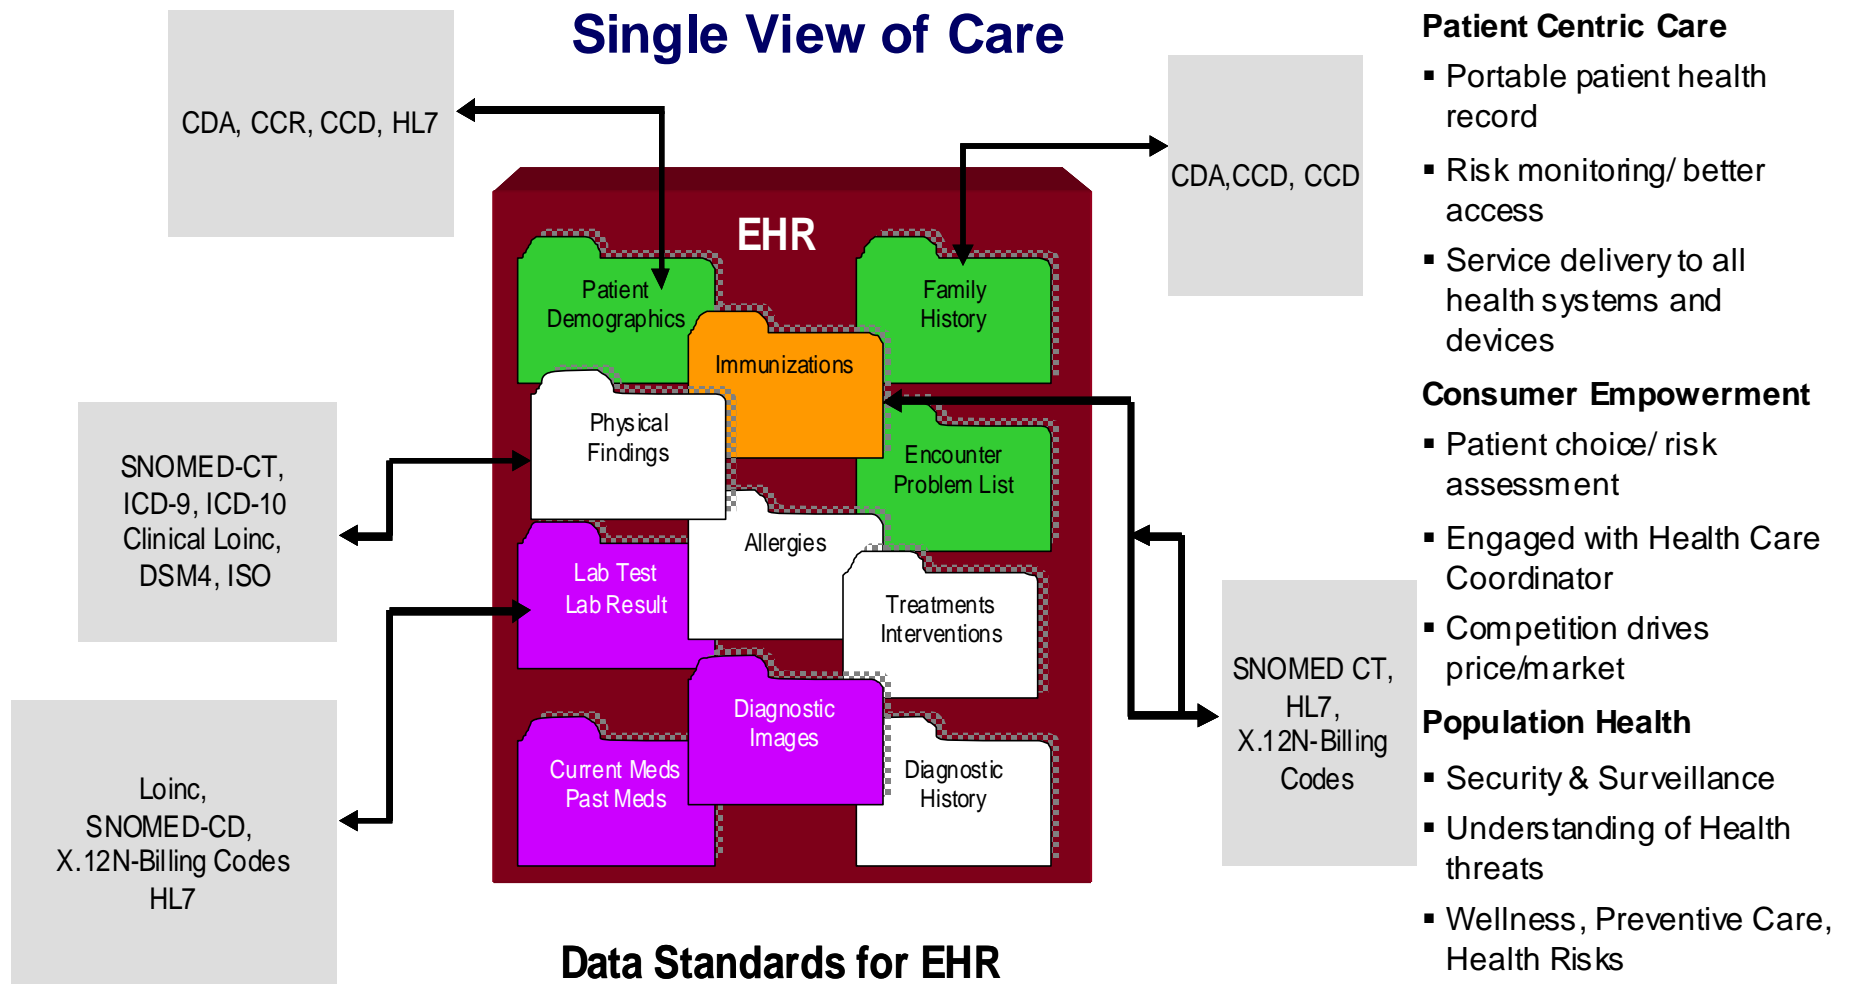 Single View of Care
CDA, CCR, CCD, HL7
CDA,CCD, CCD
EHR
Patient
Demographics
Family
History
Immunizations
Physical
Findings
Encounter
Problem List
Allergies
Lab Test
Lab Result
Treatments
Interventions
Diagnostic
Images
Current Meds
Past Meds
Diagnostic
History
SNOMED-CT,
ICD-9, ICD-10
Clinical Loinc,
DSM4, ISO
Loinc,
SNOMED-CD,
X.12N-Billing Codes
HL7
SNOMED CT,
HL7,
X.12N-Billing
Codes
Data Standards for EHR
Patient Centric Care
▪ Portable patient health
record
▪ Risk monitoring/ better
access
▪ Service delivery to all
health systems and
devices
Consumer Empowerment
▪ Patient choice/ risk
assessment
▪ Engaged with Health Care
Coordinator
▪ Competition drives
price/market
Population Health
▪ Security & Surveillance
▪ Understanding of Health
threats
▪ Wellness, Preventive Care,
Health Risks